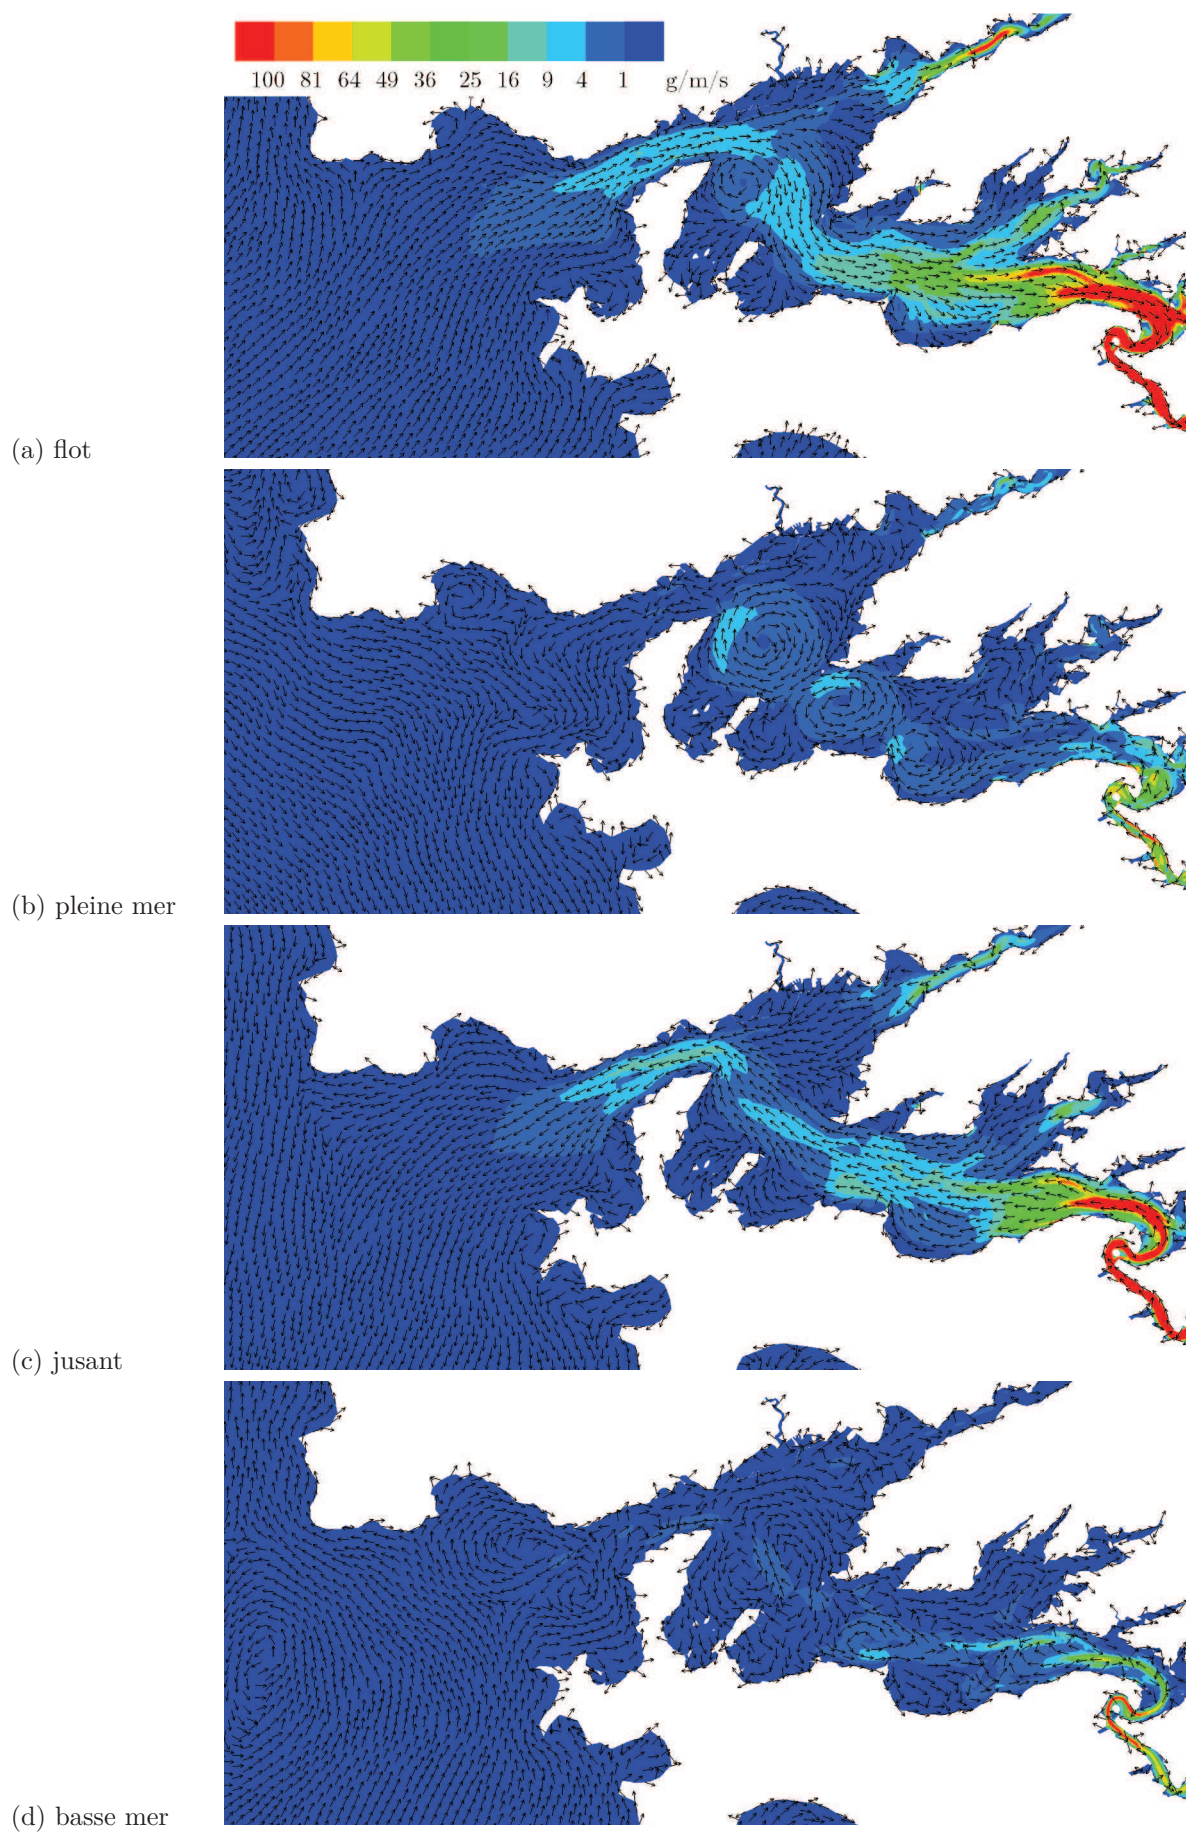 100 81 64 49 36 25 16 9 4 1 g/m/s
(a) flot
(b) pleine mer
(c) jusant
(d) basse mer